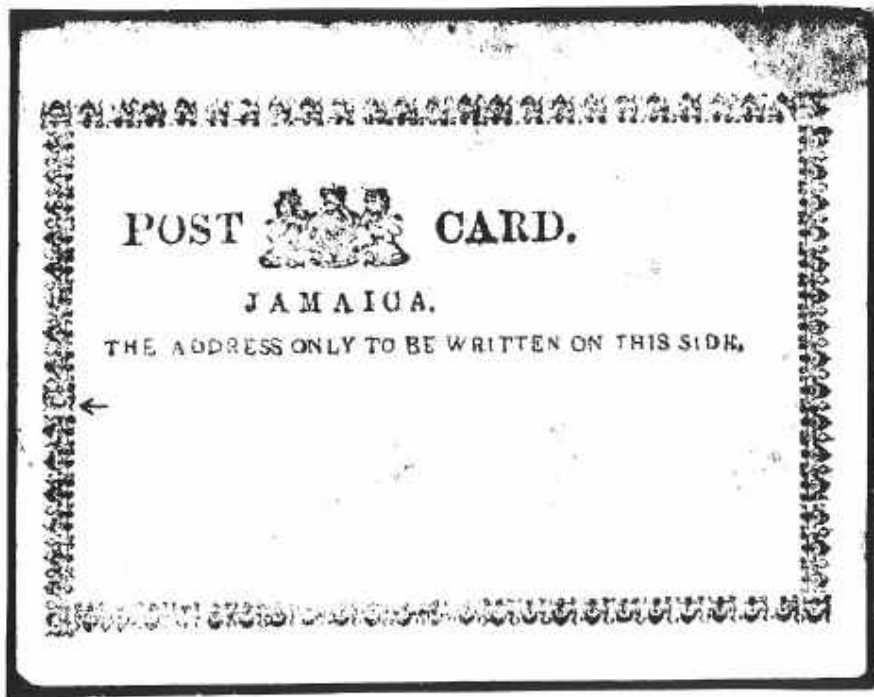 POST CARD.
JAMAICA.
THE ADDRESS ONLY TO BE WRITTEN ON THIS SIDE.